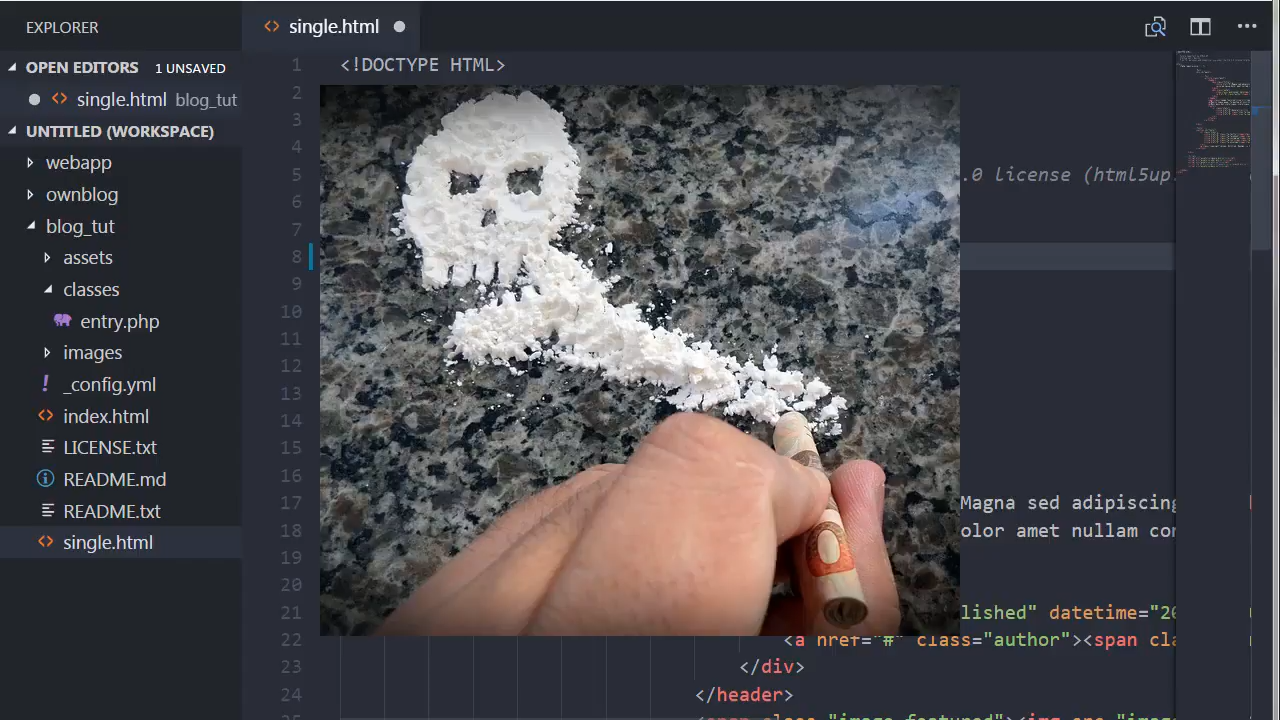 EXPLORER
OPEN EDITORS 1 UNSAVED
single.html blog_tut
UNTITLED (WORKSPACE)
webapp
ownblog
blog_tut
assets
classes
entry.php
images
_config.yml
index.html
LICENSE.txt
README.md
README.txt
single.html
single.html
1 <!DOCTYPE HTML>
2
3
4
5 .0 license (html5up.
6
7
8
9
10
11
12
13
14
15
16
17 Magna sed adipiscing
18 olor amet nullam con
19
20
21 lished" datetime="20
22 <a href="#" class="author"><span cla
23 </div>
24 </header>